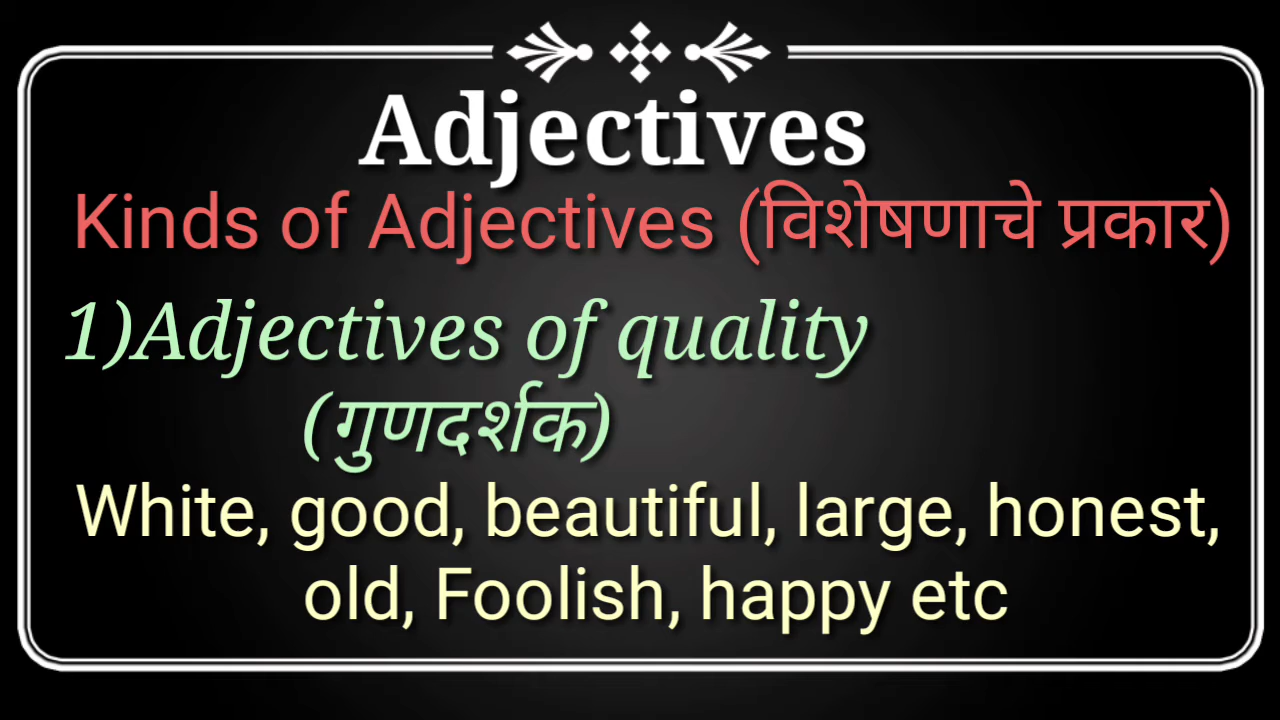 Adjectives
Kinds of Adjectives (विशेषणाचे प्रकार)
1)Adjectives of quality
(गुणदर्शक)
White, good, beautiful, large, honest,
old, Foolish, happy etc